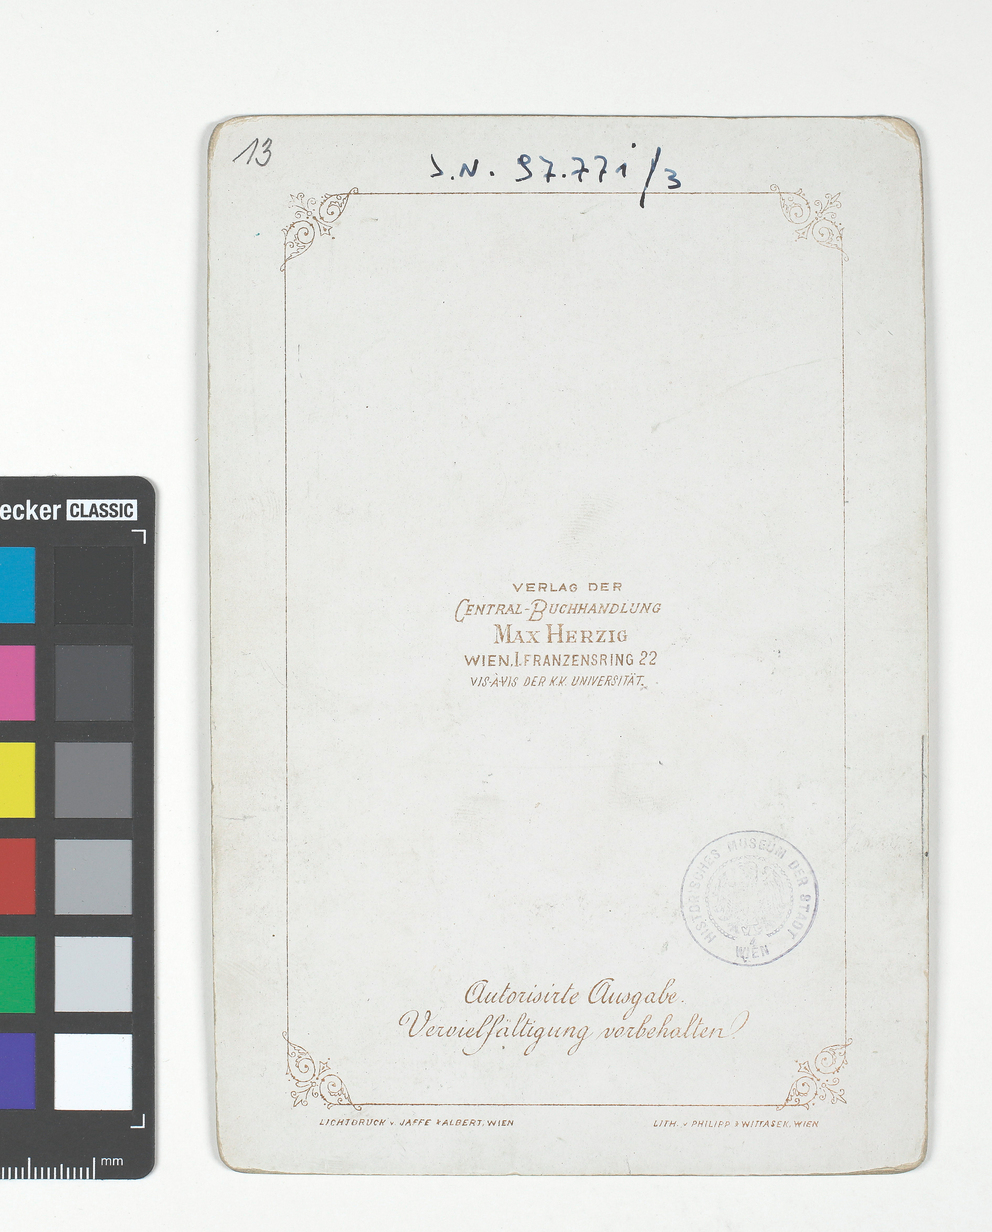 13
J.N. 97.771/3
VERLAG DER
CENTRAL-BUCHHANDLUNG
MAX HERZIG
WIEN, I. FRANZENSRING 22
VIS-À-VIS DER K.K. UNIVERSITÄT.
HISTORISCHES MUSEUM DER STADT WIEN
Autorisirte Ausgabe.
Vervielfältigung vorbehalten.
LICHTDRUCK v. JAFFE & ALBERT. WIEN
LITH. v PHILIPP & WITTASEK. WIEN
ecker CLASSIC
mm